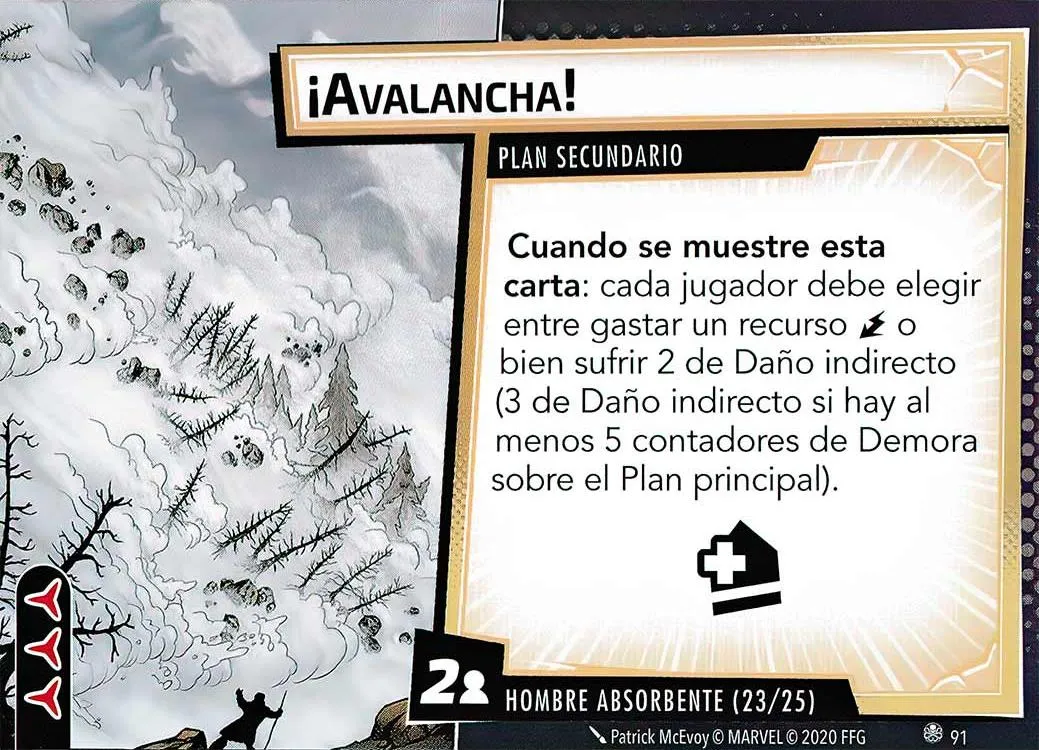 ¡AVALANCHA!
PLAN SECUNDARIO
Cuando se muestre esta
carta: cada jugador debe elegir
entre gastar un recurso o
bien sufrir 2 de Daño indirecto
(3 de Daño indirecto si hay al
menos 5 contadores de Demora
sobre el Plan principal).
2
HOMBRE ABSORBENTE (23/25)
Patrick McEvoy © MARVEL © 2020 FFG 91